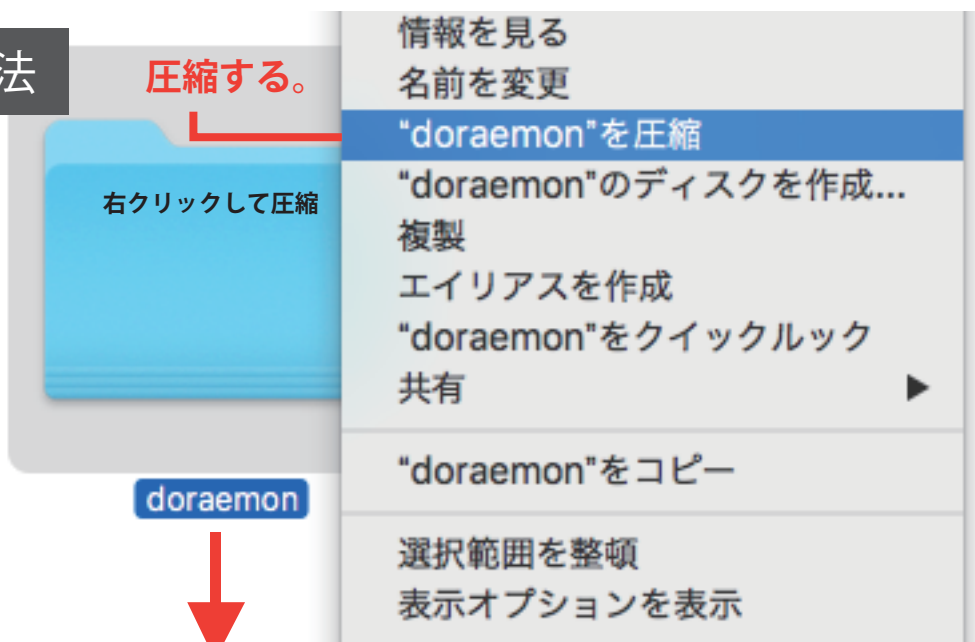 法
圧縮する。
右クリックして圧縮
doraemon
情報を見る
名前を変更
“doraemon”を圧縮
“doraemon”のディスクを作成...
複製
エイリアスを作成
“doraemon”をクイックルック
共有
“doraemon”をコピー
選択範囲を整頓
表示オプションを表示